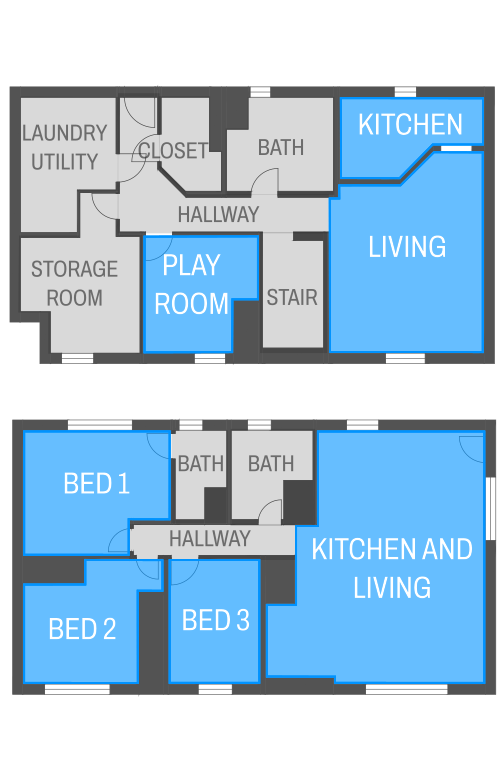 LAUNDRY
UTILITY
CLOSET
BATH
KITCHEN
HALLWAY
LIVING
STORAGE
ROOM
PLAY
ROOM
STAIR
BED 1
BATH
BATH
HALLWAY
KITCHEN AND
LIVING
BED 2
BED 3